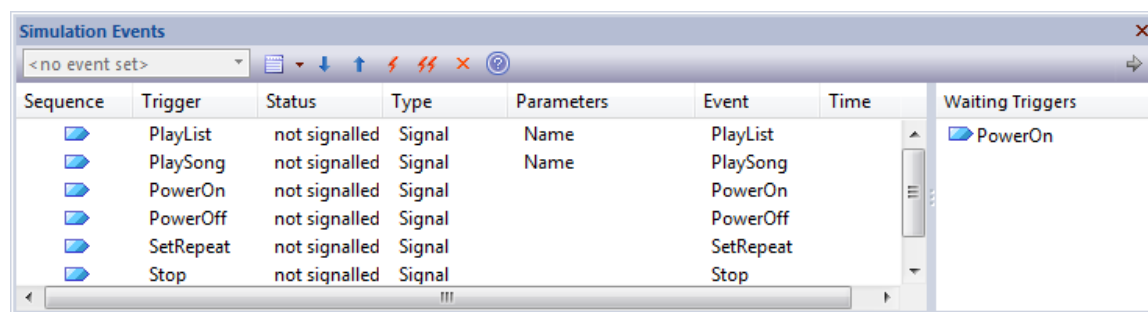 Simulation Events
<no event set>
Sequence Trigger Status Type Parameters Event Time Waiting Triggers
PlayList not signalled Signal Name PlayList PowerOn
PlaySong not signalled Signal Name PlaySong
PowerOn not signalled Signal PowerOn
PowerOff not signalled Signal PowerOff
SetRepeat not signalled Signal SetRepeat
Stop not signalled Signal Stop